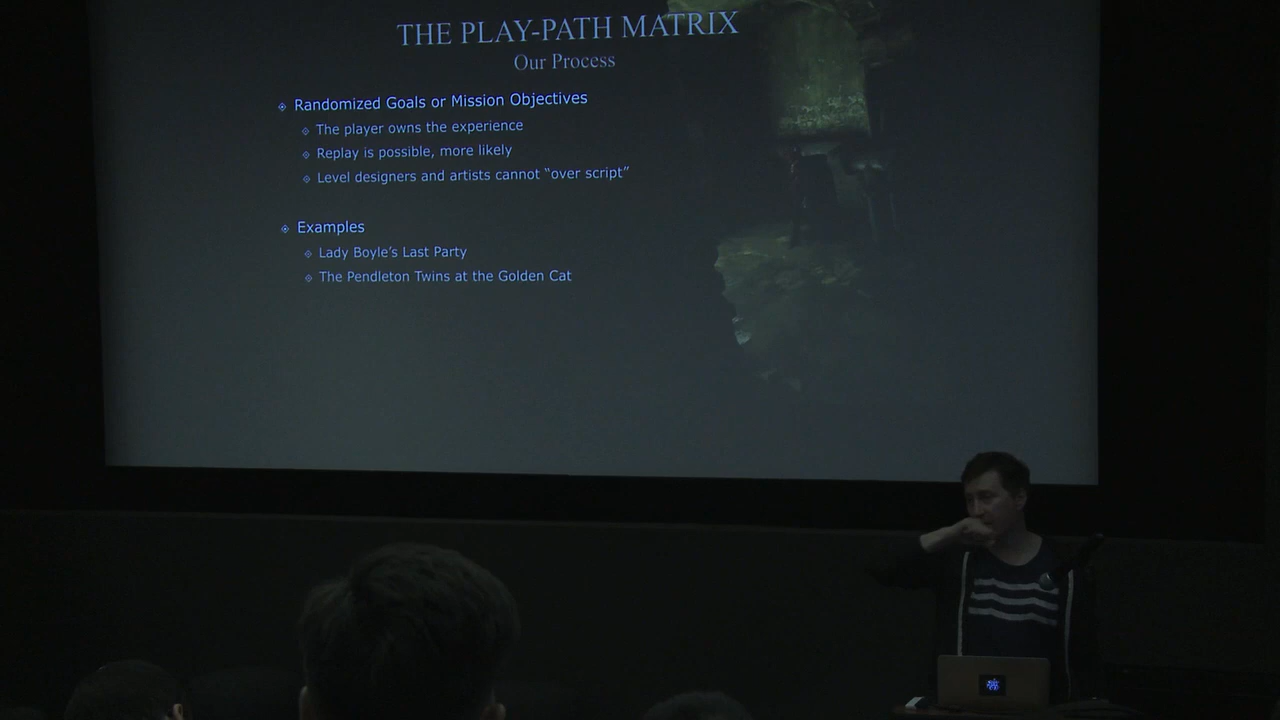 THE PLAY-PATH MATRIX
Our Process
Randomized Goals or Mission Objectives
The player owns the experience
Replay is possible, more likely
Level designers and artists cannot “over script”
Examples
Lady Boyle’s Last Party
The Pendleton Twins at the Golden Cat